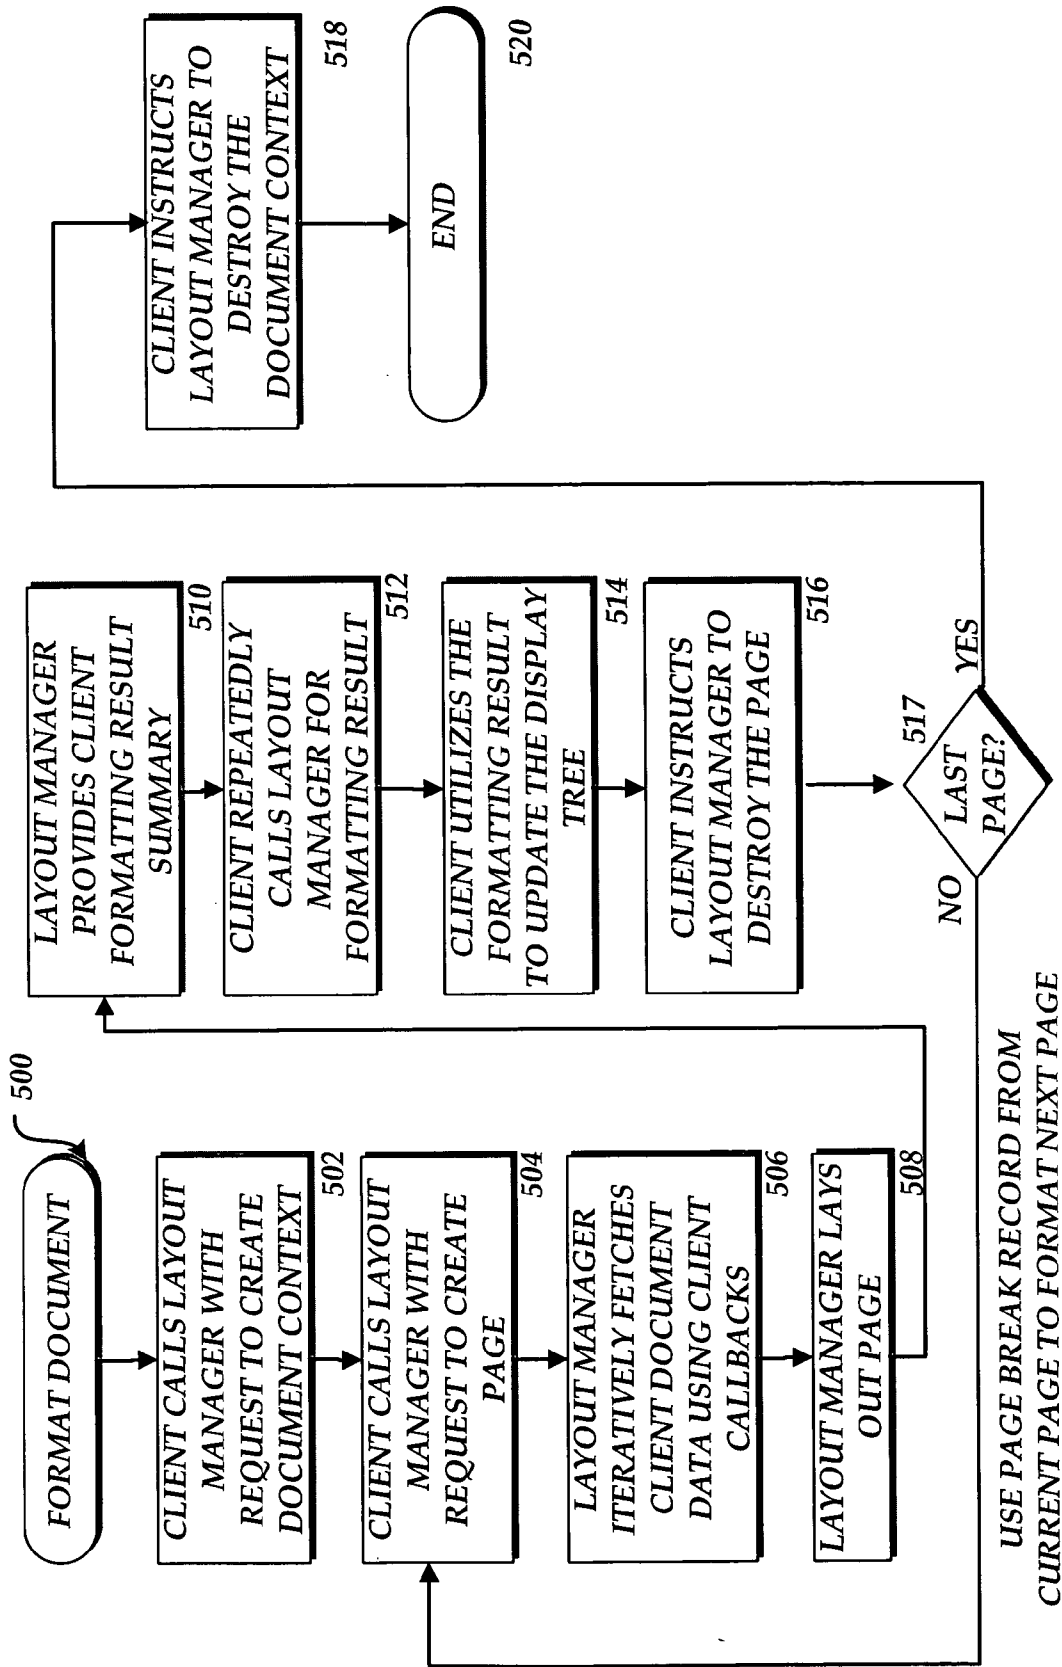 FORMAT DOCUMENT
500
CLIENT CALLS LAYOUT
MANAGER WITH
REQUEST TO CREATE
DOCUMENT CONTEXT
502
CLIENT CALLS LAYOUT
MANAGER WITH
REQUEST TO CREATE
PAGE
504
LAYOUT MANAGER
ITERATIVELY FETCHES
CLIENT DOCUMENT
DATA USING CLIENT
CALLBACKS
506
LAYOUT MANAGER LAYS
OUT PAGE
508
LAYOUT MANAGER
PROVIDES CLIENT
FORMATTING RESULT
SUMMARY
510
CLIENT REPEATEDLY
CALLS LAYOUT
MANAGER FOR
FORMATTING RESULT
512
CLIENT UTILIZES THE
FORMATTING RESULT
TO UPDATE THE DISPLAY
TREE
514
CLIENT INSTRUCTS
LAYOUT MANAGER TO
DESTROY THE PAGE
516
LAST
PAGE?
517
NO
YES
USE PAGE BREAK RECORD FROM
CURRENT PAGE TO FORMAT NEXT PAGE
CLIENT INSTRUCTS
LAYOUT MANAGER TO
DESTROY THE
DOCUMENT CONTEXT
518
END
520